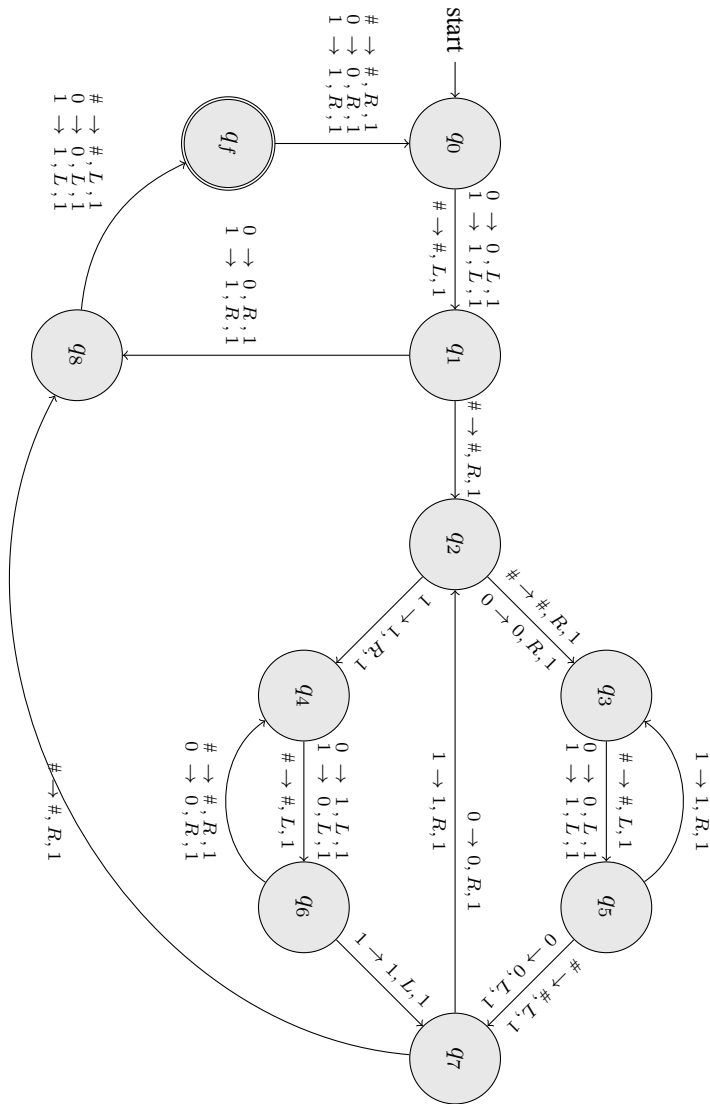 1 → 1, R, 1
q3
q5
# → #, L, 1
0 → 0, L, 1
1 → 1, L, 1
# → #, R, 1
0 → 0, R, 1
# → #, L, 1
0 → 0, L, 1
start
q0
0 → 0, L, 1
1 → 1, L, 1
# → #, L, 1
q1
# → #, R, 1
q2
0 → 0, R, 1
1 → 1, R, 1
q7
1 → 1, R, 1
q4
0 → 1, L, 1
1 → 0, L, 1
# → #, L, 1
q6
1 → 1, L, 1
# → #, R, 1
0 → 0, R, 1
# → #, R, 1
0 → 0, R, 1
1 → 1, R, 1
qf
0 → 0, R, 1
1 → 1, R, 1
# → #, L, 1
0 → 0, L, 1
1 → 1, L, 1
q8
# → #, R, 1